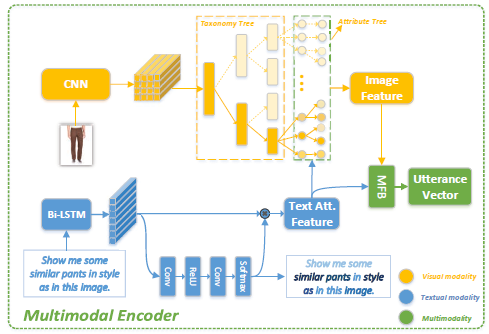 Taxonomy Tree
Attribute Tree
CNN
Image
Feature
MFB
Utterance
Vector
Bi-LSTM
Text Att.
Feature
Show me some
similar pants in style
as in this image.
Conv
ReLU
Conv
Softmax
Show me some
similar pants in style
as in this image.
Visual modality
Textual modality
Multimodality
Multimodal Encoder